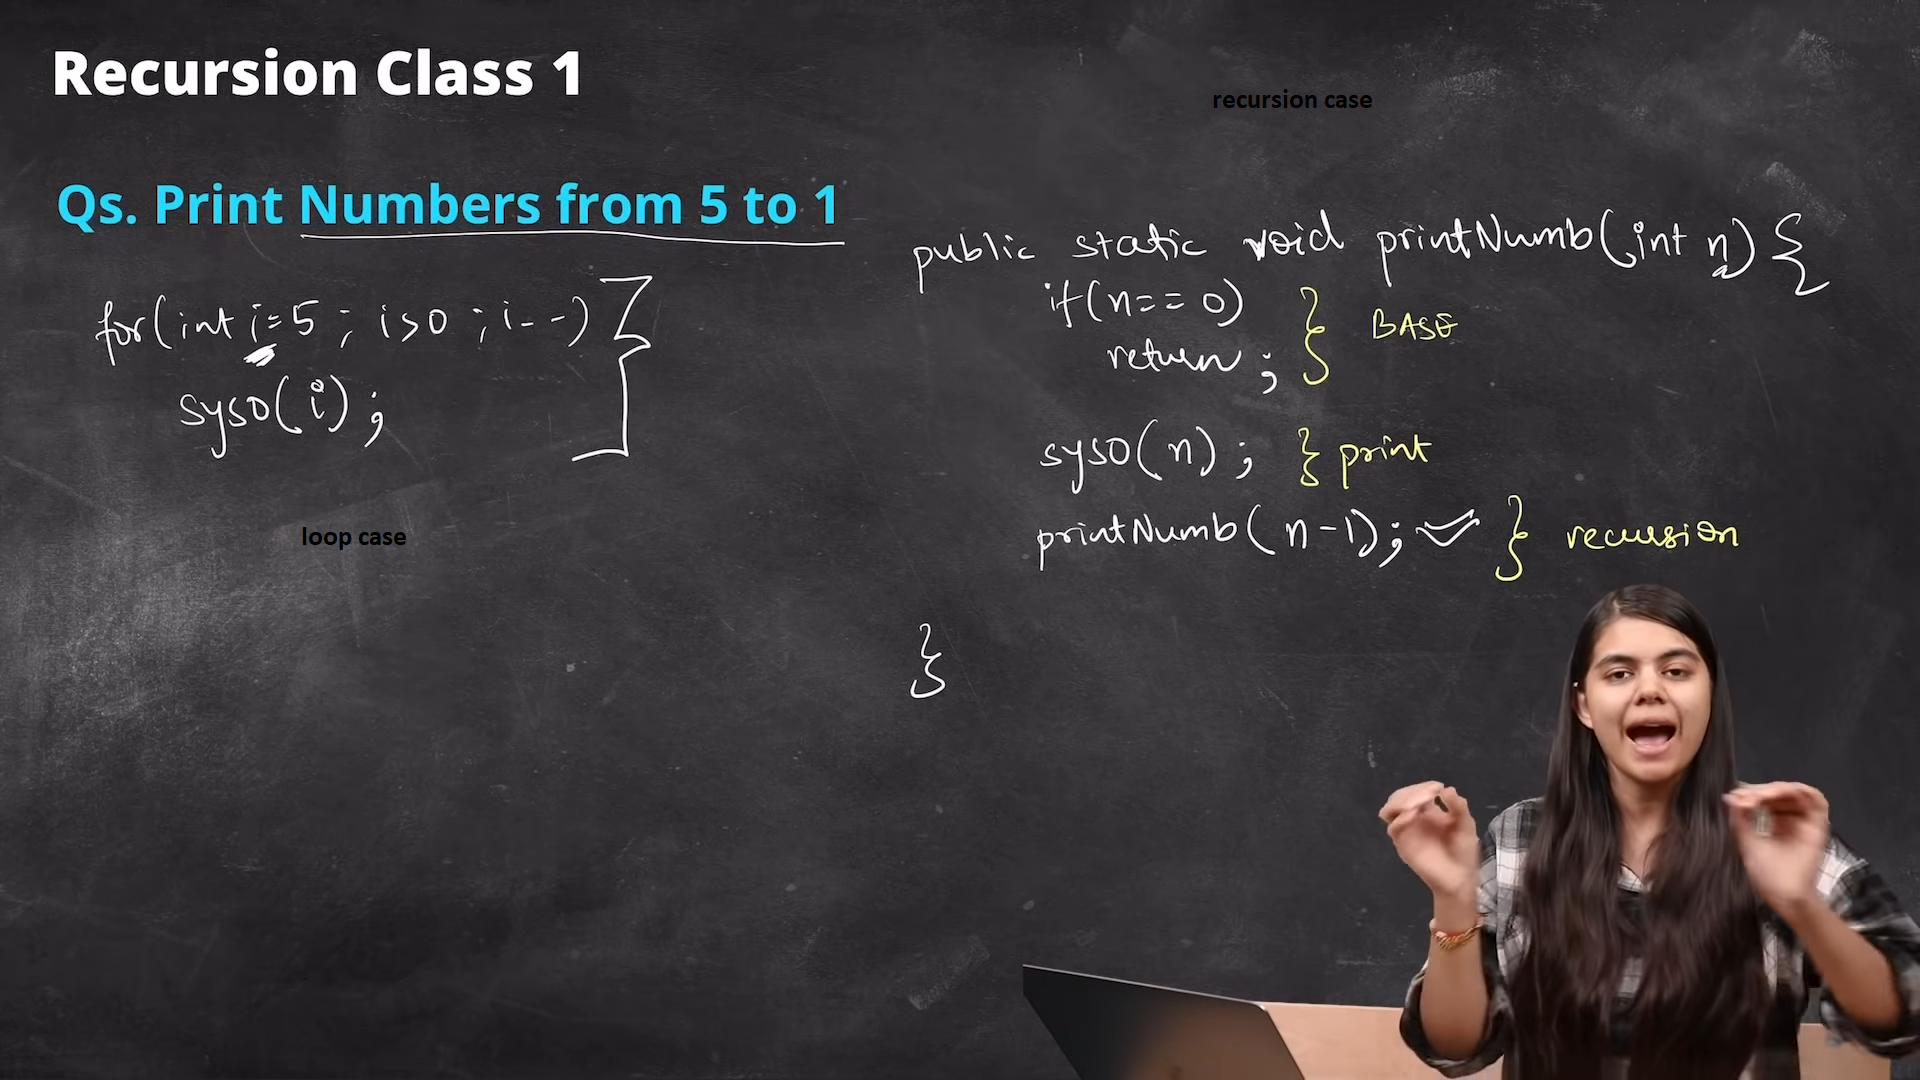 Recursion Class 1
Qs. Print Numbers from 5 to 1
for(int i=5 ; i>0 ; i--)
syso(i);
loop case
recursion case
public static void printNumb(int n) {
if(n==0) } BASE
return ;
syso(n) ; } print
printNumb(n-1); } recursion
}